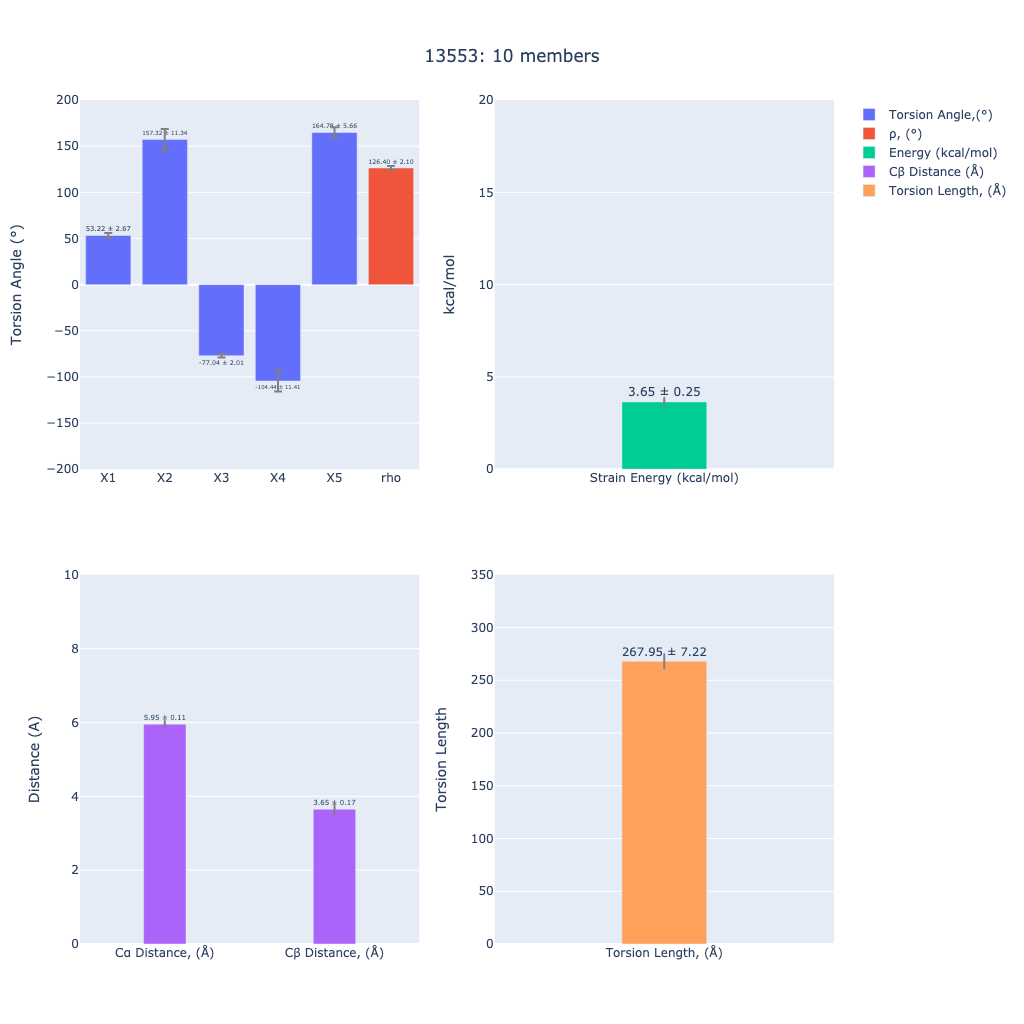 13553: 10 members
200
150
100
50
0
−50
−100
−150
−200
Torsion Angle (°)
53.22 ± 2.67
157.32 ± 11.34
-77.04 ± 2.01
-104.44 ± 11.41
164.78 ± 5.66
126.40 ± 2.10
X1
X2
X3
X4
X5
rho
20
15
10
5
0
kcal/mol
3.65 ± 0.25
Strain Energy (kcal/mol)
Torsion Angle,(°)
ρ, (°)
Energy (kcal/mol)
Cβ Distance (Å)
Torsion Length, (Å)
10
8
6
4
2
0
Distance (A)
5.95 ± 0.11
3.65 ± 0.17
Cα Distance, (Å)
Cβ Distance, (Å)
350
300
250
200
150
100
50
0
Torsion Length
267.95 ± 7.22
Torsion Length, (Å)